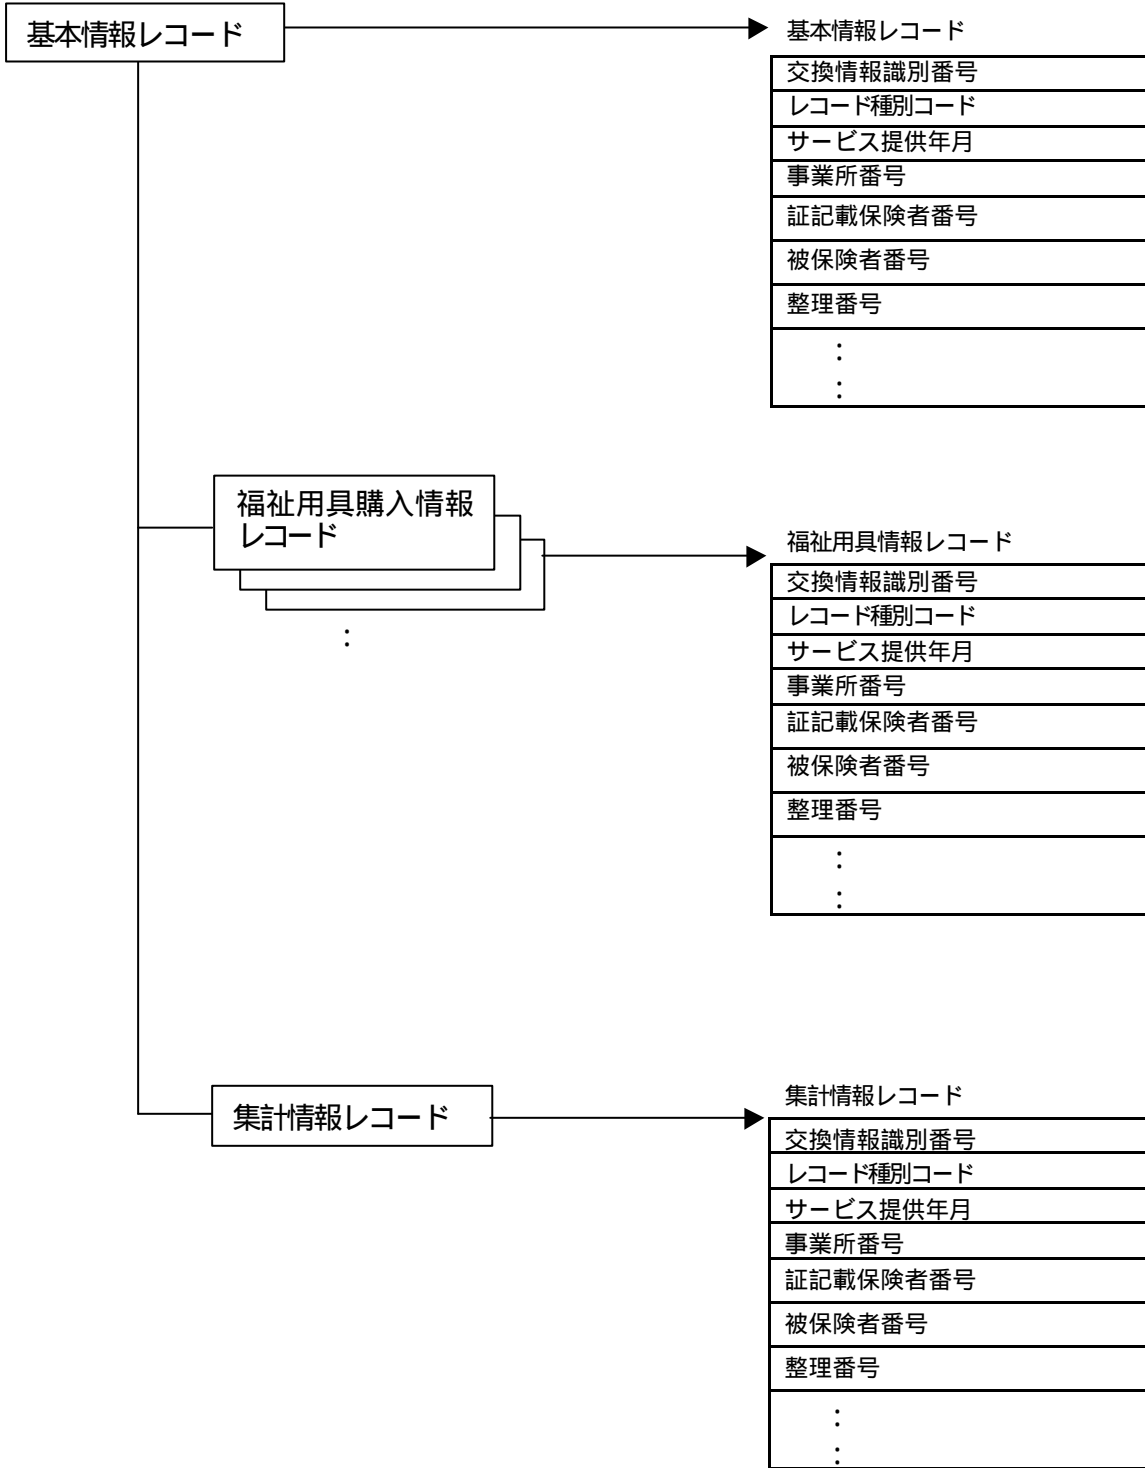 基本情報レコード
基本情報レコード
交換情報識別番号
レコード種別コード
サービス提供年月
事業所番号
証記載保険者番号
被保険者番号
整理番号
：
：
福祉用具購入情報
レコード
：
福祉用具情報レコード
交換情報識別番号
レコード種別コード
サービス提供年月
事業所番号
証記載保険者番号
被保険者番号
整理番号
：
：
集計情報レコード
集計情報レコード
交換情報識別番号
レコード種別コード
サービス提供年月
事業所番号
証記載保険者番号
被保険者番号
整理番号
：
：